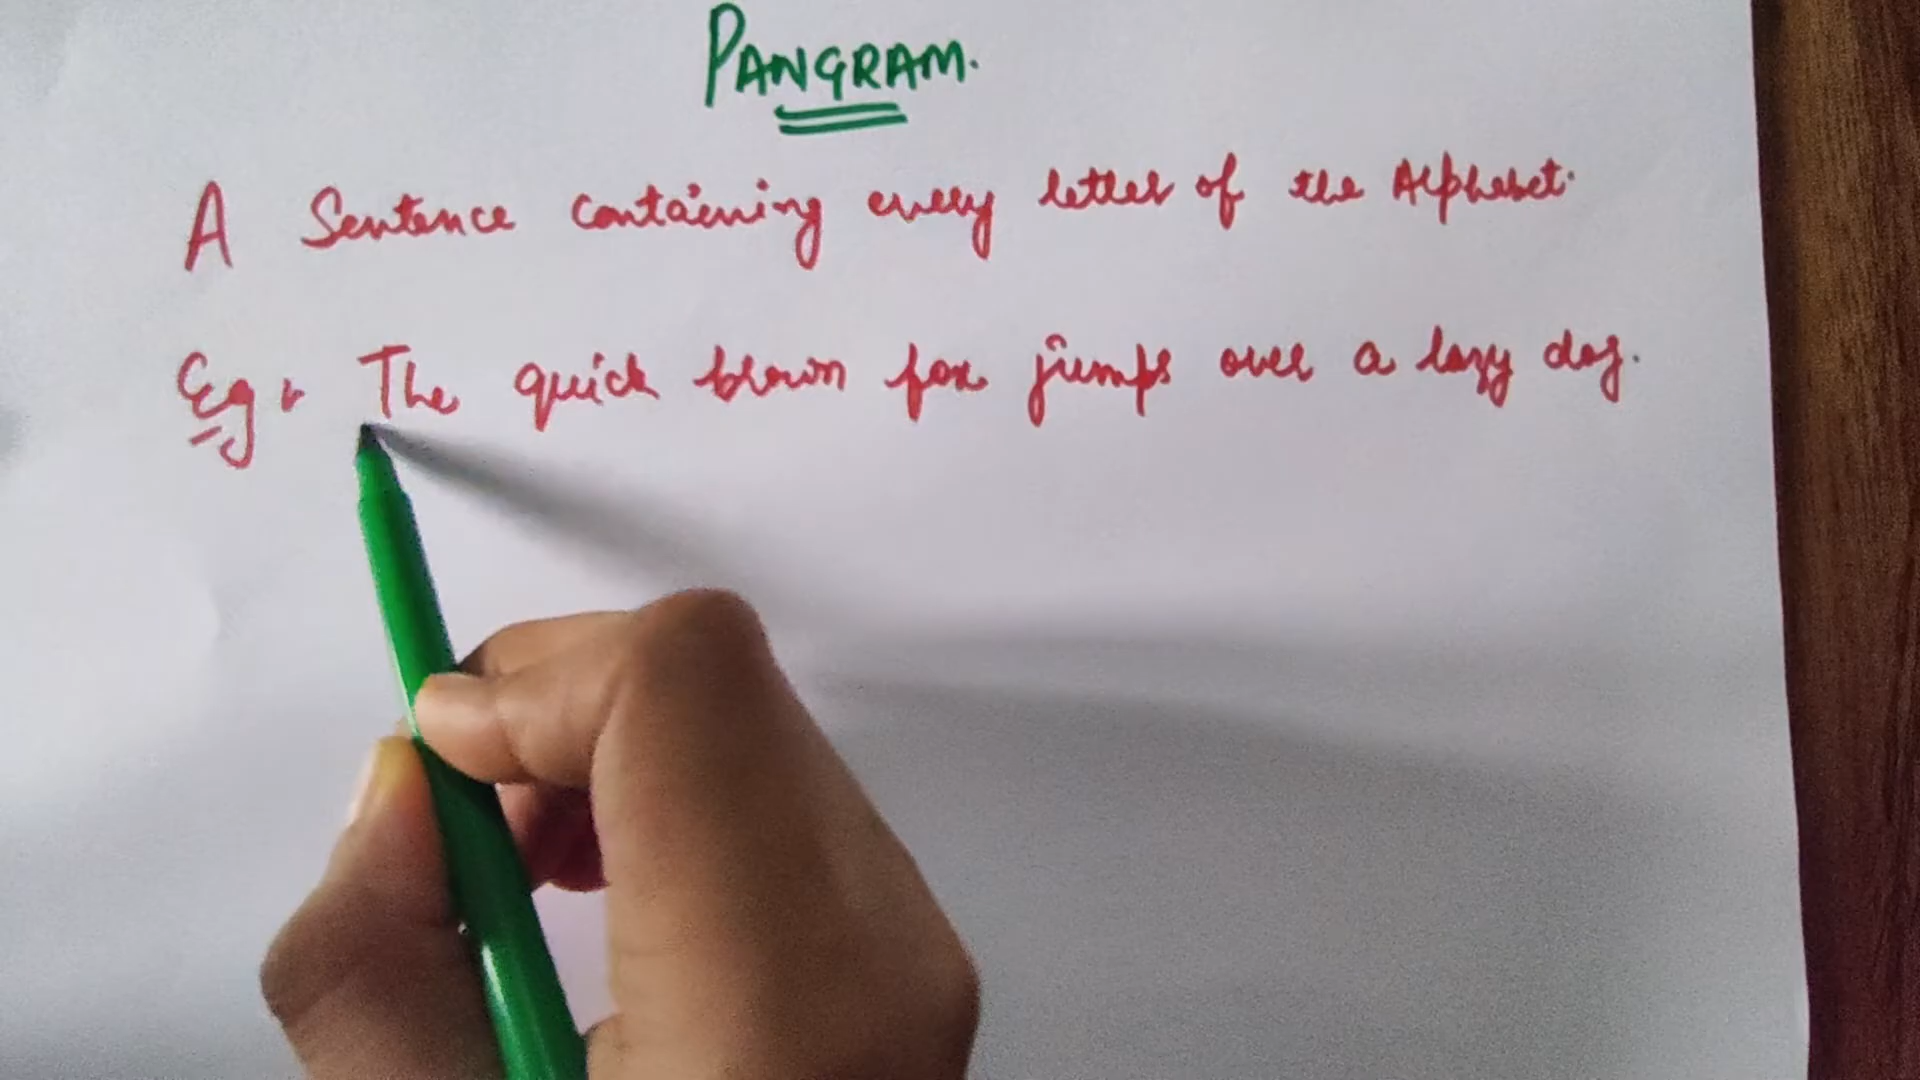 PANGRAM.
A Sentence containing every letter of the Alphabet.
Eg. The quick brown fox jumps over a lazy dog.